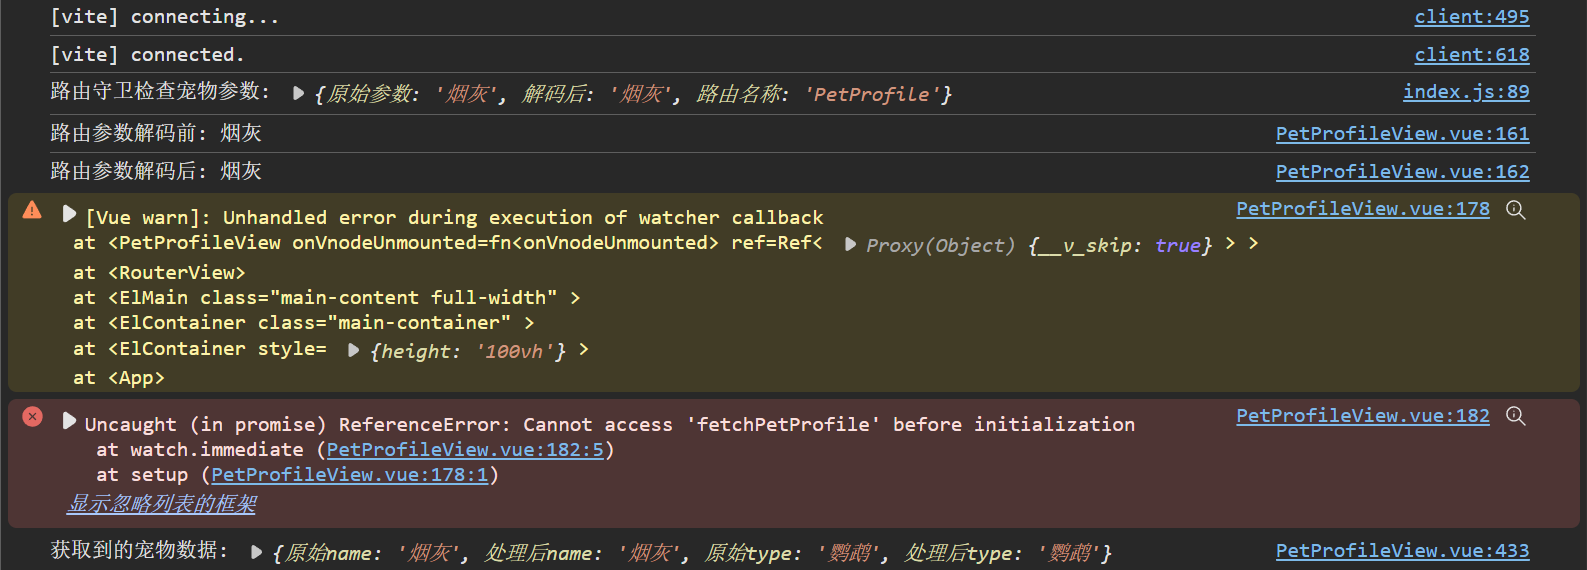 [vite] connecting... client:495
[vite] connected. client:618
路由守卫检查宠物参数: ▶ {原始参数: '烟灰', 解码后: '烟灰', 路由名称: 'PetProfile'} index.js:89
路由参数解码前: 烟灰 PetProfileView.vue:161
路由参数解码后: 烟灰 PetProfileView.vue:162
▶ [Vue warn]: Unhandled error during execution of watcher callback PetProfileView.vue:178
at <PetProfileView onVnodeUnmounted=fn<onVnodeUnmounted> ref=Ref< ▶ Proxy(Object) {__v_skip: true} > >
at <RouterView>
at <ElMain class="main-content full-width" >
at <ElContainer class="main-container" >
at <ElContainer style= ▶ {height: '100vh'} >
at <App>
▶ Uncaught (in promise) ReferenceError: Cannot access 'fetchPetProfile' before initialization PetProfileView.vue:182
at watch.immediate (PetProfileView.vue:182:5)
at setup (PetProfileView.vue:178:1)
显示忽略列表的框架
获取到的宠物数据: ▶ {原始name: '烟灰', 处理后name: '烟灰', 原始type: '鹦鹉', 处理后type: '鹦鹉'} PetProfileView.vue:433